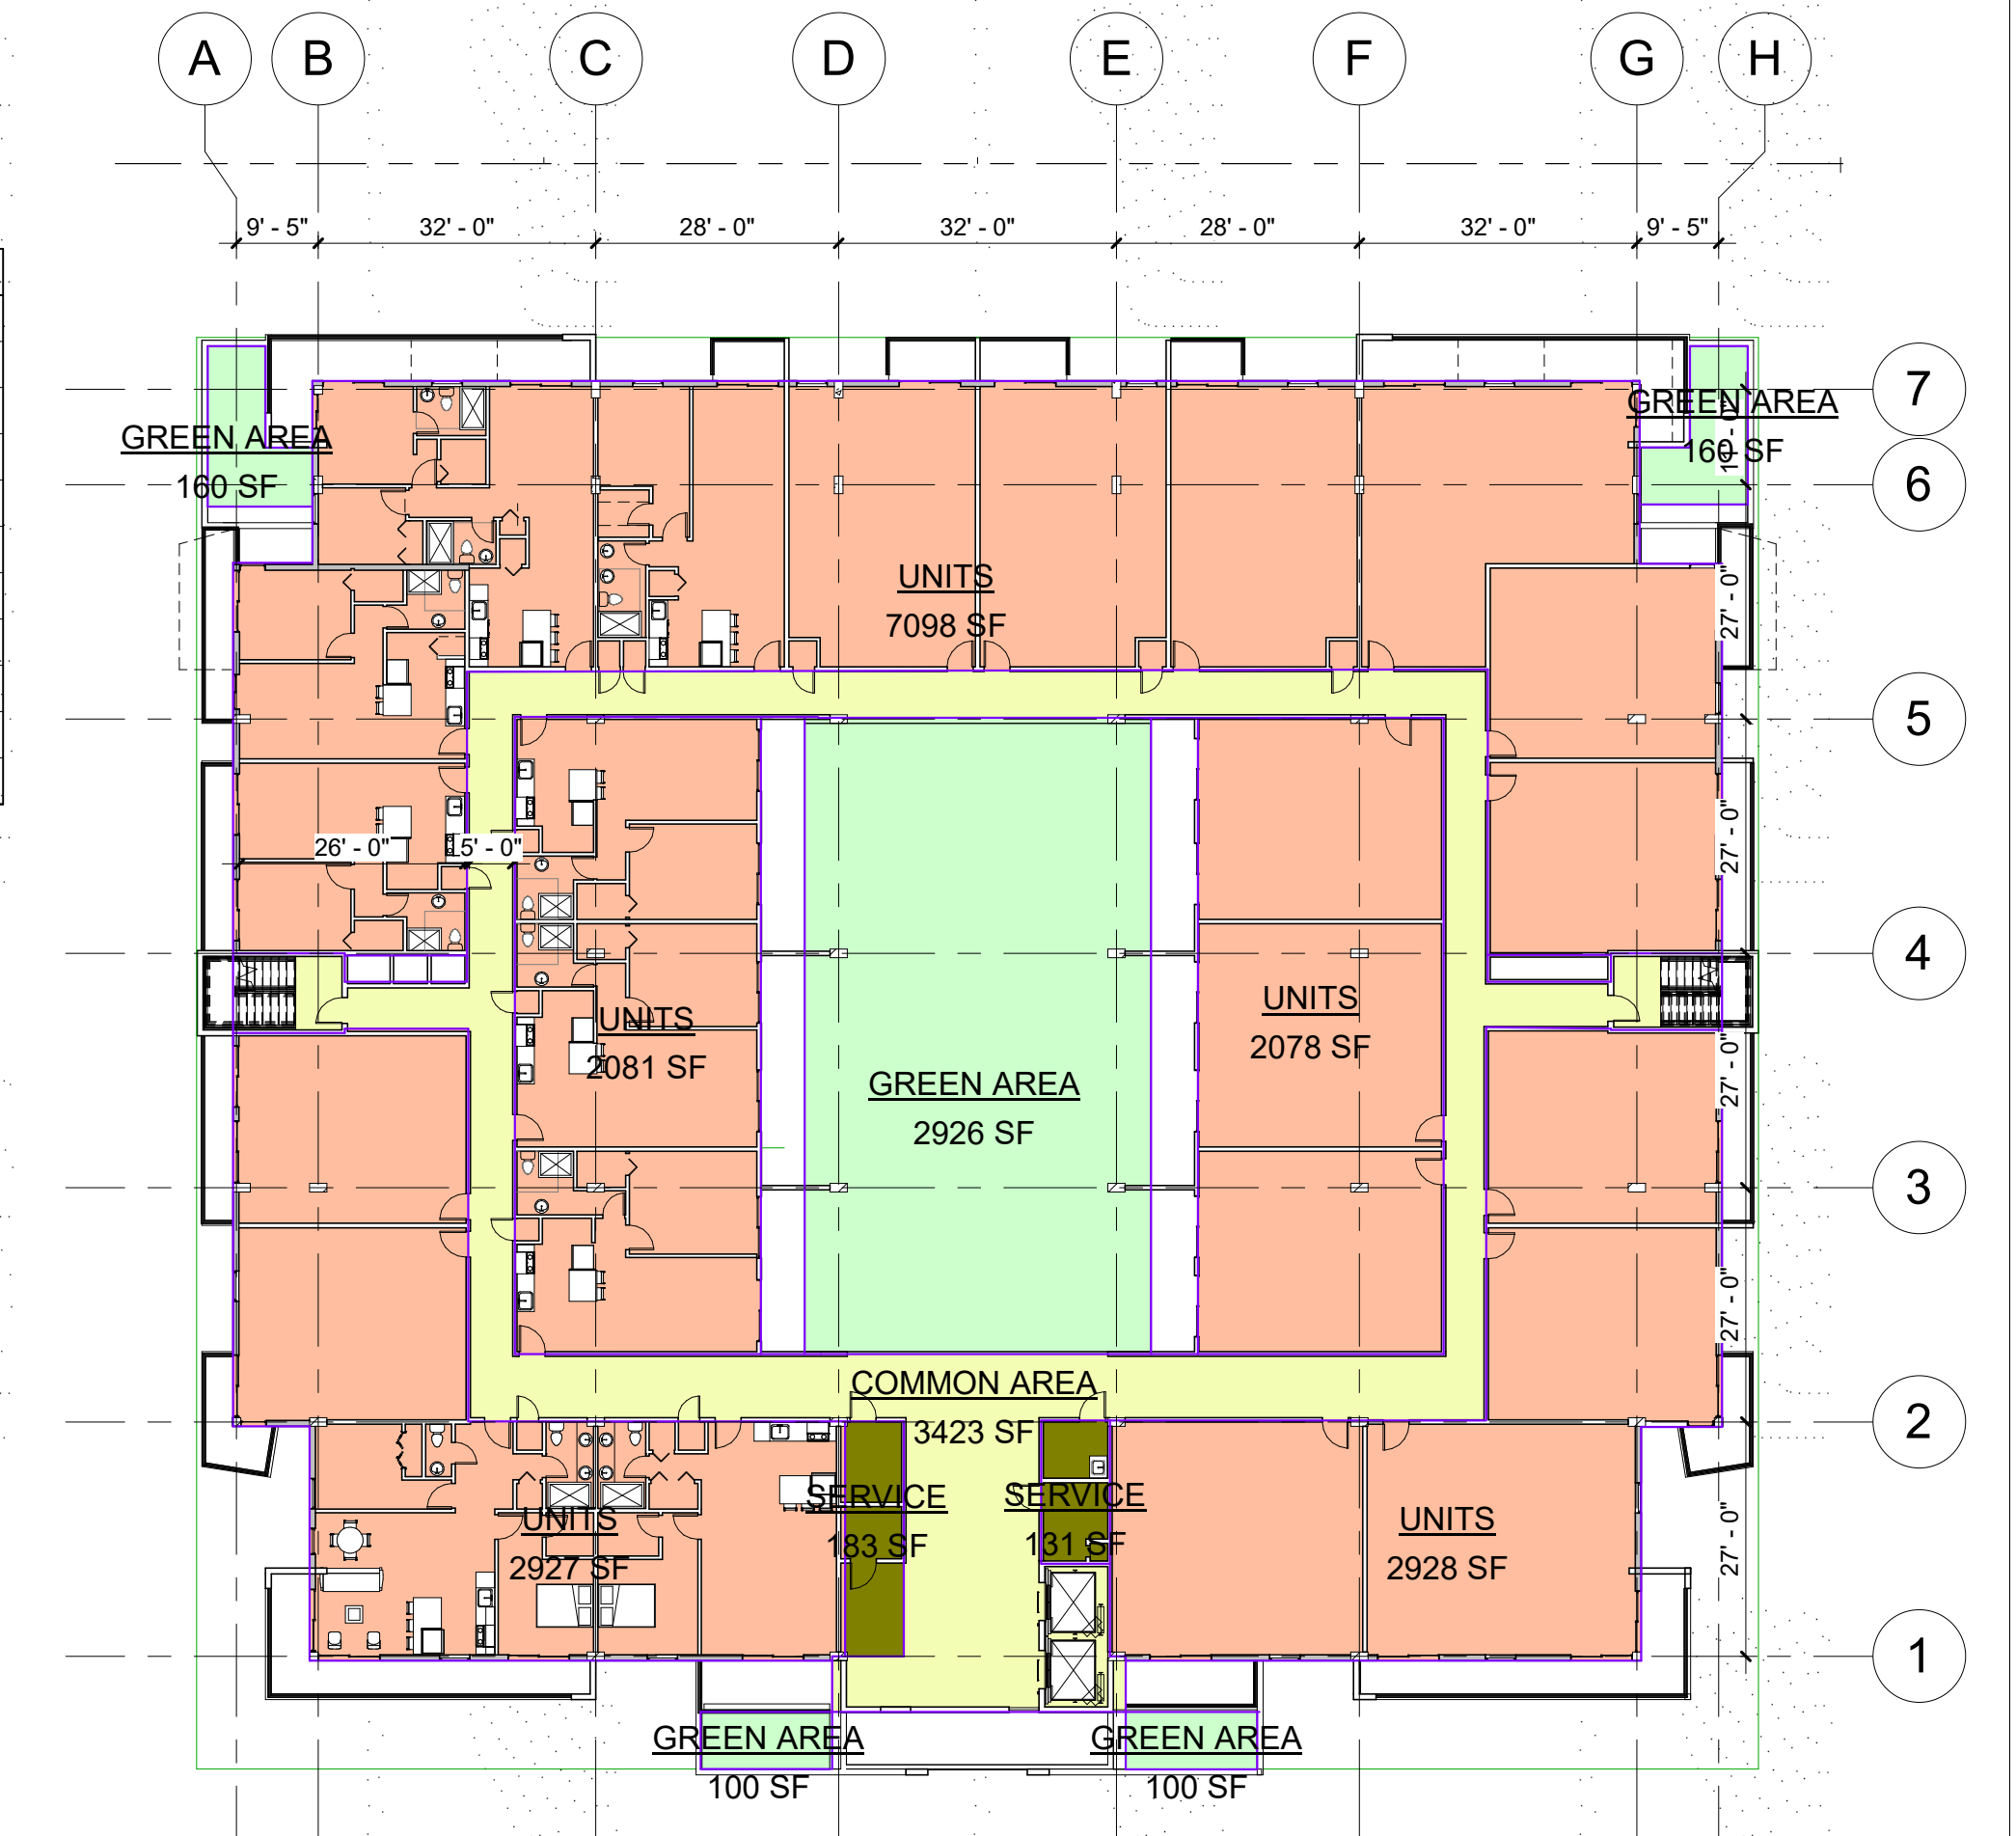 A B C D E F G H
9' - 5" 32' - 0" 28' - 0" 32' - 0" 28' - 0" 32' - 0" 9' - 5"
7
GREEN AREA
160 SF
GREEN AREA
160 SF
11' - 0"
6
UNITS
7098 SF
27' - 0"
5
26' - 0" 5' - 0"
27' - 0"
4
UNITS
2081 SF
UNITS
2078 SF
GREEN AREA
2926 SF
27' - 0"
3
27' - 0"
COMMON AREA
3423 SF
2
SERVICE
183 SF
SERVICE
131 SF
UNITS
2927 SF
UNITS
2928 SF
27' - 0"
1
GREEN AREA
100 SF
GREEN AREA
100 SF